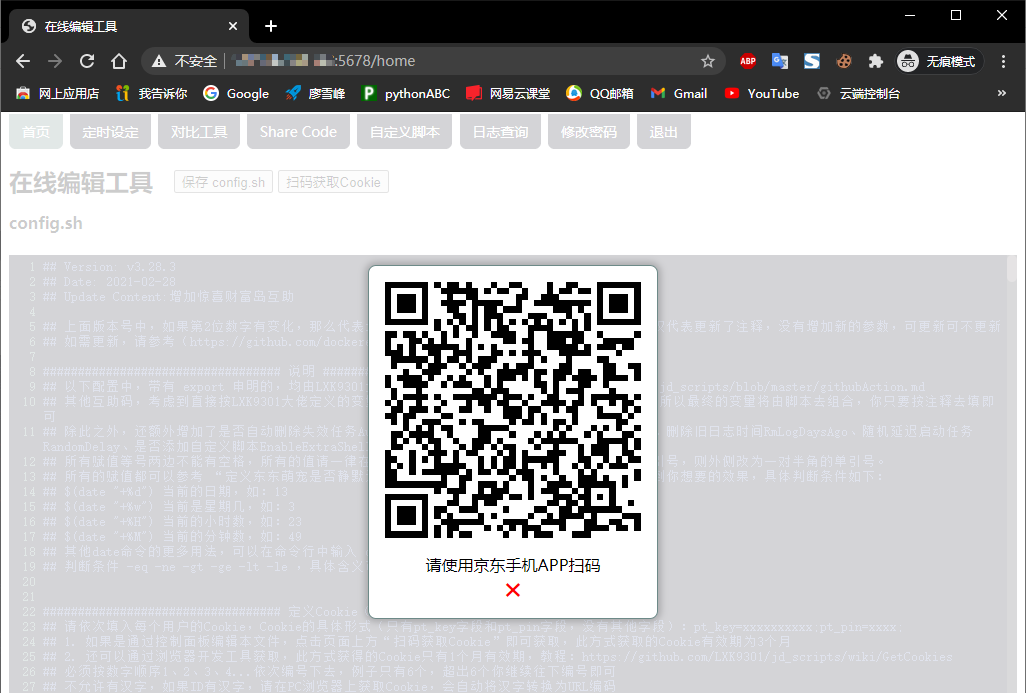 在线编辑工具
不安全
:5678/home
ABP
无痕模式
网上应用店 我告诉你 Google 廖雪峰 pythonABC 网易云课堂 QQ邮箱 Gmail YouTube 云端控制台 »
首页 定时设定 对比工具 Share Code 自定义脚本 日志查询 修改密码 退出
在线编辑工具 保存 config.sh 扫码获取Cookie
config.sh
1 ## Version: v3.28.3
2 ## Date: 2021-02-20
3 ## Update Content 增加惊喜财富岛互助
4
5 ## 上面版本号中，如果第2位数字有变化，那么代表 仅代表更新了注释，没有增加新的参数，可更新可不更新
6 ## 如需更新，请参考（https://github.com/docker
7
8 ################################ 说明
9 ## 以下配置中，带有 export 申明的，均由LXK9301 jd_scripts/blob/master/githubAction.md
10 ## 其他互助码，考虑到直接按LXK9301大佬定义的变 所以最终的变量将由脚本去组合，你只要按注释去填即
可
11 ## 除此之外，还额外增加了是否自动删除失效任务A 删除旧日志时间RmLogDaysAgo，随机延迟启动任务
RandomDelay、是否添加自定义脚本EnableExtraShel
12 ## 所有赋值等号两边不能有空格，所有的值请一律 引号，则外侧改为一对半角的单引号。
13 ## 所有的赋值都可以参考 “定义东东萌宠是否静默 到你想要的效果，具体判断条件如下：
14 ## $(date "+%d") 当前的日期，如：13
15 ## $(date "+%w") 当前是星期几，如：3
16 ## $(date "+%H") 当前的小时数，如：23
17 ## $(date "+%M") 当前的分钟数，如：49
18 ## 其他date命令的更多用法，可以在命令行中输入
19 ## 判断条件 -eq -ne -gt -ge -lt -le ，具体含义
20
21
22 ################################ 定义Cookie
23 ## 请依次填入每个用户的Cookie，Cookie的具体形式（只有pt_key字段和pt_pin字段，没有其他字段）：pt_key=xxxxxxxxxx;pt_pin=xxxx;
24 ## 1. 如果是通过控制面板编辑本文件，点击页面上方“扫码获取Cookie”即可获取，此方式获取的Cookie有效期为3个月
25 ## 2. 还可以通过浏览器开发工具获取，此方式获得的Cookie只有1个月有效期，教程：https://github.com/LXK9301/jd_scripts/wiki/GetCookies
26 ## 必须按数字顺序1、2、3、4...依次编号下去，例子只有6个，超出6个你继续往下编号即可
27 ## 不允许有汉字，如果ID有汉字，请在PC浏览器上获取Cookie，会自动将汉字转换为URL编码
请使用京东手机APP扫码